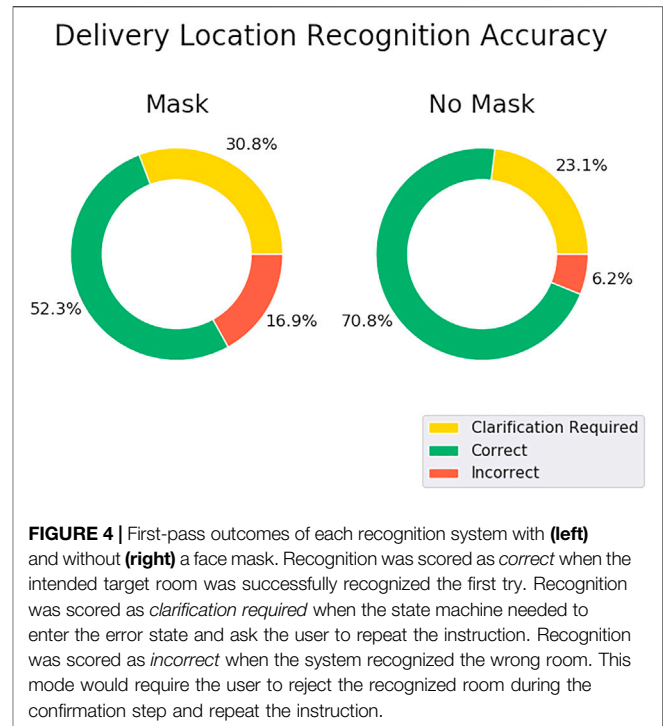 Delivery Location Recognition Accuracy
Mask
No Mask
30.8%
52.3%
16.9%
23.1%
70.8%
6.2%
Clarification Required
Correct
Incorrect
FIGURE 4 | First-pass outcomes of each recognition system with (left)
and without (right) a face mask. Recognition was scored as correct when the
intended target room was successfully recognized the first try. Recognition
was scored as clarification required when the state machine needed to
enter the error state and ask the user to repeat the instruction. Recognition
was scored as incorrect when the system recognized the wrong room. This
mode would require the user to reject the recognized room during the
confirmation step and repeat the instruction.